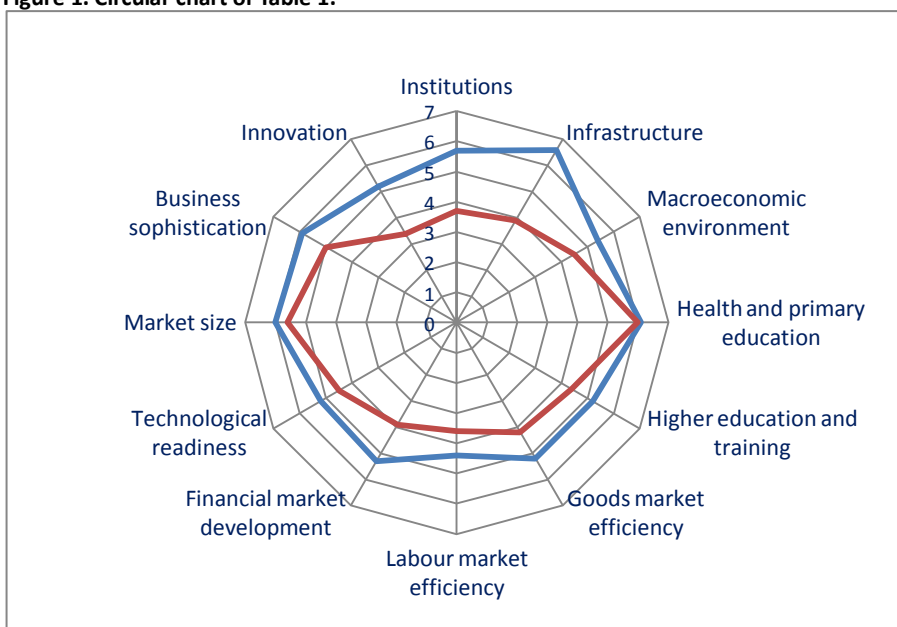 Figure 1. Circular chart of Table 1.
Institutions
7
Innovation
Infrastructure
6
5
Business
sophistication
Macroeconomic
environment
4
3
2
1
Market size
0
Health and primary
education
Technological
readiness
Higher education and
training
Financial market
development
Goods market
efficiency
Labour market
efficiency